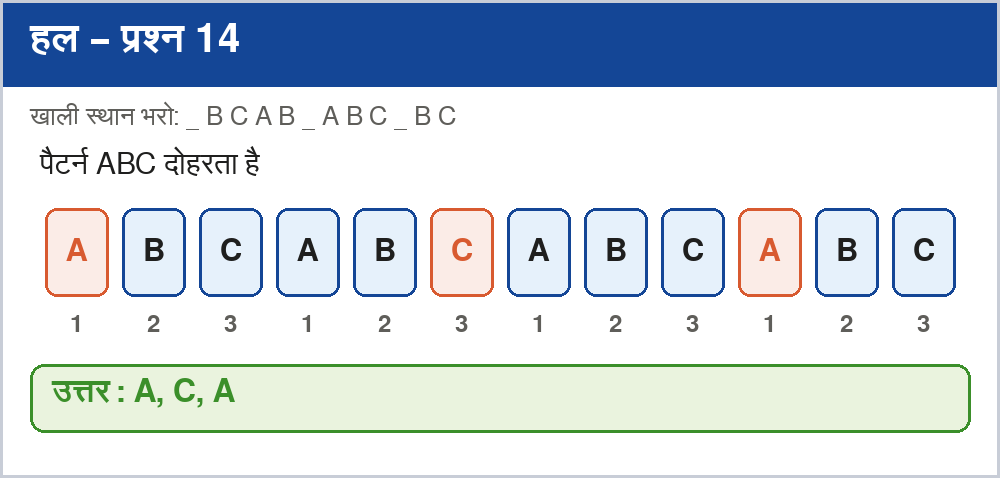 हल – प्रश्न 14
खाली स्थान भरो: _ B C A B _ A B C _ B C
पैटर्न ABC दोहरता है
A B C A B C A B C A B C
1 2 3 1 2 3 1 2 3 1 2 3
उत्तर : A, C, A